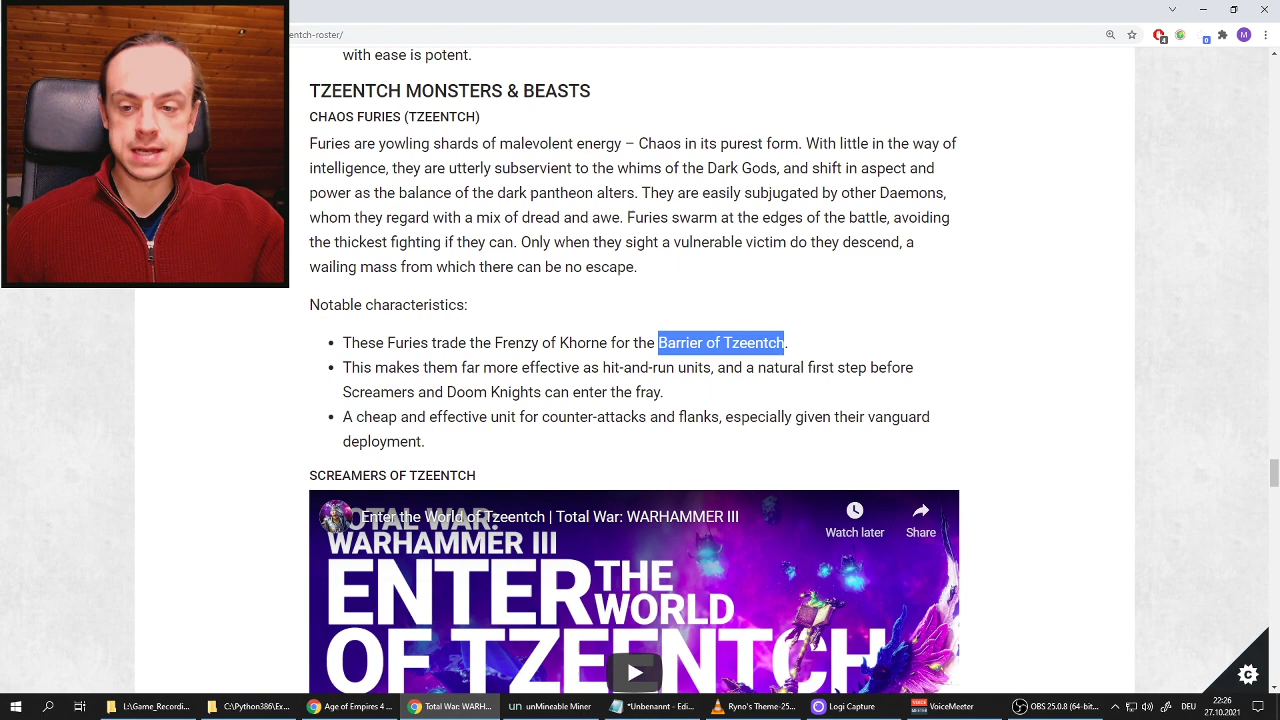 entch-roster/
4
0
M
with ease is potent.
TZEENTCH MONSTERS & BEASTS
CHAOS FURIES (TZEENTCH)
Furies are yowling shards of malevolent energy – Chaos in its purest form. With little in the way of
intelligence, they are utterly subservient to the whims of the Dark Gods, and shift in aspect and
power as the balance of the dark pantheon alters. They are easily subjugated by other Daemons,
whom they regard with a mix of dread and awe. Furies swarm at the edges of the battle, avoiding
the thickest fighting if they can. Only when they sight a vulnerable victim do they descend, a
wailing mass from which there can be no escape.
Notable characteristics:
• These Furies trade the Frenzy of Khorne for the Barrier of Tzeentch.
• This makes them far more effective as hit-and-run units, and a natural first step before
Screamers and Doom Knights can enter the fray.
• A cheap and effective unit for counter-attacks and flanks, especially given their vanguard
deployment.
SCREAMERS OF TZEENTCH
Enter the World of Tzeentch | Total War: WARHAMMER III
Watch later
Share
TOTAL WAR:
WARHAMMER III
ENTER THE
WORLD
OF TZEENTCH
L:\Game_Recordi...
C:\Python386\Ex...
Age of Empires 4 ...
Total War: WARH...
un unMineable Miner
*Unbenannt - Edi...
Ryno's Theme-25...
Logi Capture
VoiceMeeter
OBS 25.0.8 (64-bit...
DEU
22:26
27.10.2021